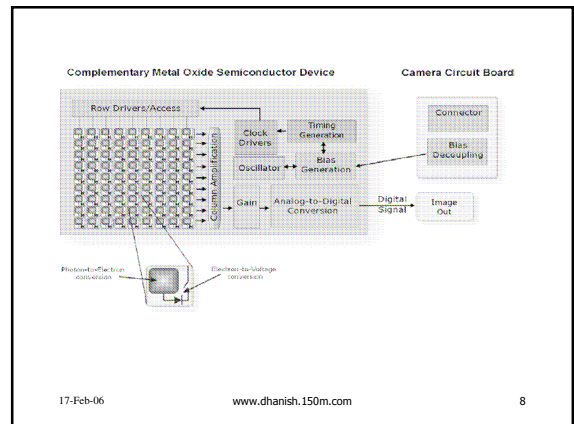 Complementary Metal Oxide Semiconductor Device
Camera Circuit Board
Row Drivers/Access
Connector
Clock
Drivers
Timing
Generation
Bias
Decoupling
Column Amplification
Oscillator
Bias
Generation
Gain
Analog-to-Digital
Conversion
Digital
Signal
Image
Out
Photon-to-Electron
conversion
Electron-to-Voltage
conversion
17-Feb-06
www.dhanish.150m.com
8